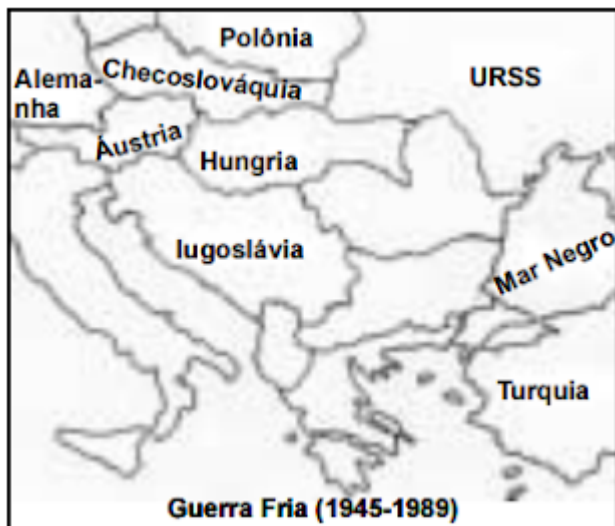 Polônia
URSS
Checoslováquia
Alema-
nha
Áustria
Hungria
Iugoslávia
Mar Negro
Turquia
Guerra Fria (1945-1989)